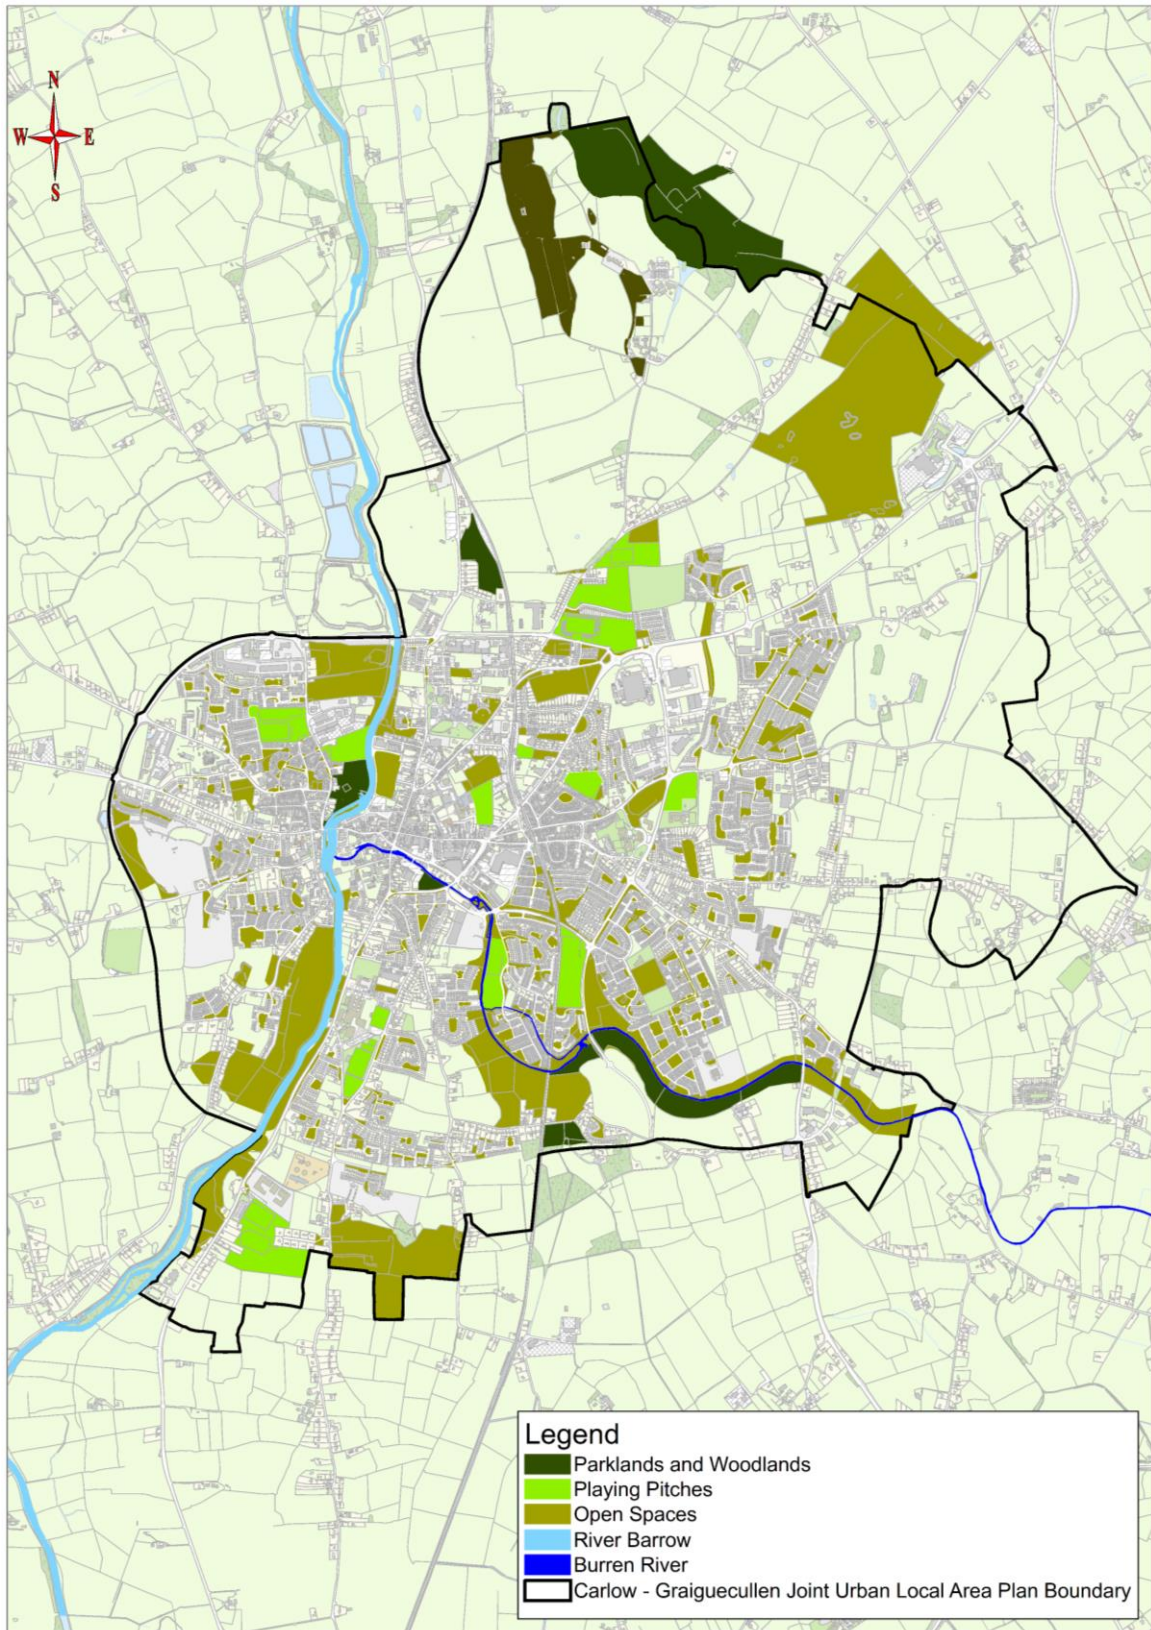 N
W E
S
Legend
Parklands and Woodlands
Playing Pitches
Open Spaces
River Barrow
Burren River
Carlow - Graiguecullen Joint Urban Local Area Plan Boundary